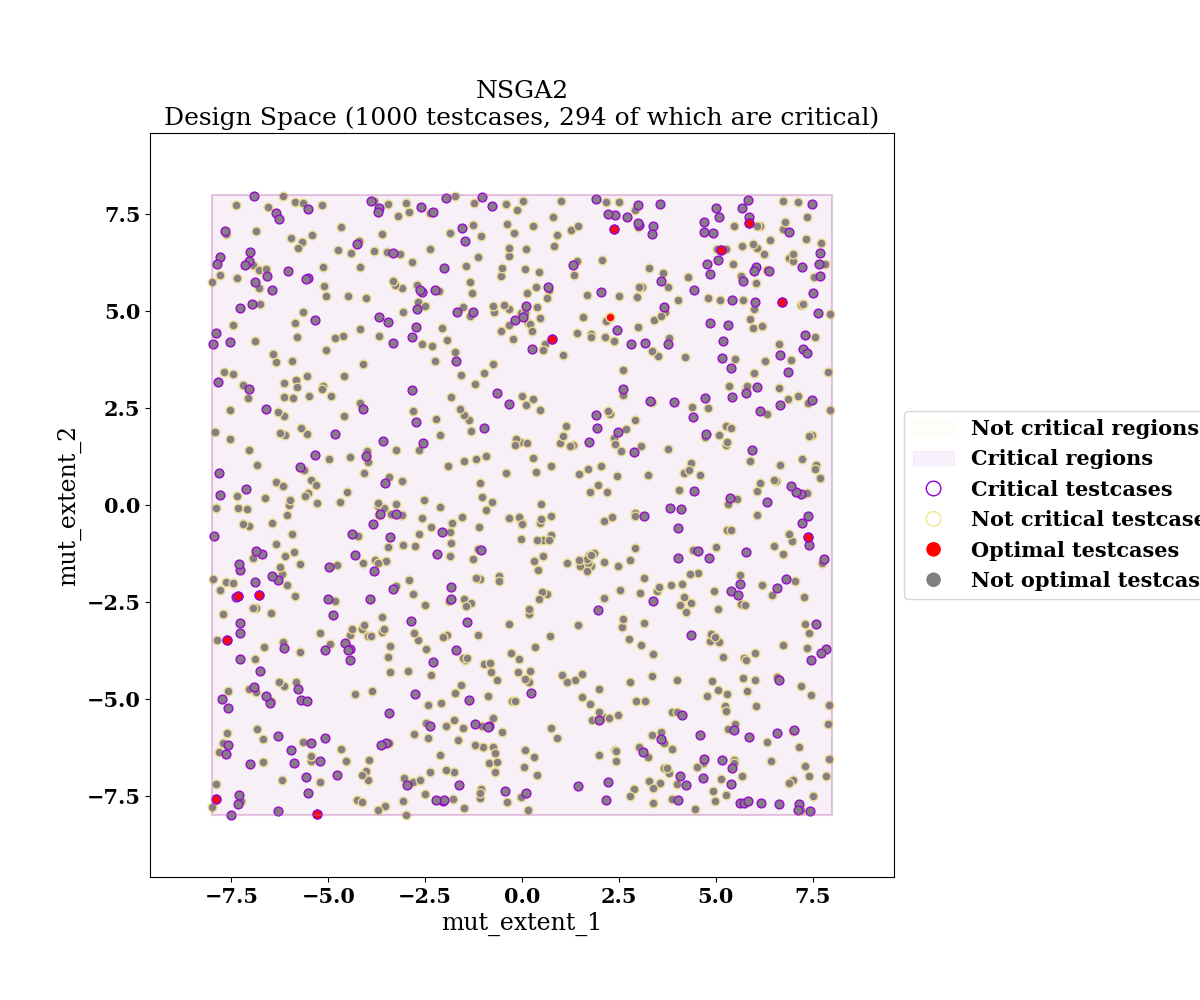 NSGA2
Design Space (1000 testcases, 294 of which are critical)
7.5
5.0
2.5
0.0
−2.5
−5.0
−7.5
mut_extent_2
−7.5 −5.0 −2.5 0.0 2.5 5.0 7.5
mut_extent_1
Not critical regions
Critical regions
Critical testcases
Not critical testcase
Optimal testcases
Not optimal testcas